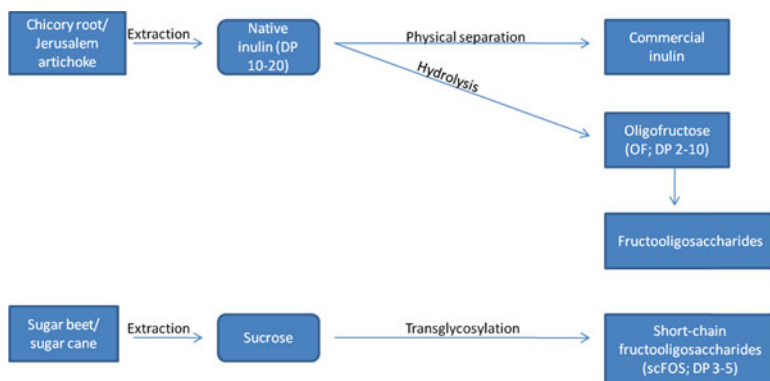 Chicory root/
Jerusalem
artichoke
Extraction
Native
inulin (DP
10-20)
Physical separation
Commercial
inulin
Hydrolysis
Oligofructose
(OF; DP 2-10)
Fructooligosaccharides
Sugar beet/
sugar cane
Extraction
Sucrose
Transglycosylation
Short-chain
fructooligosaccharides
(scFOS; DP 3-5)